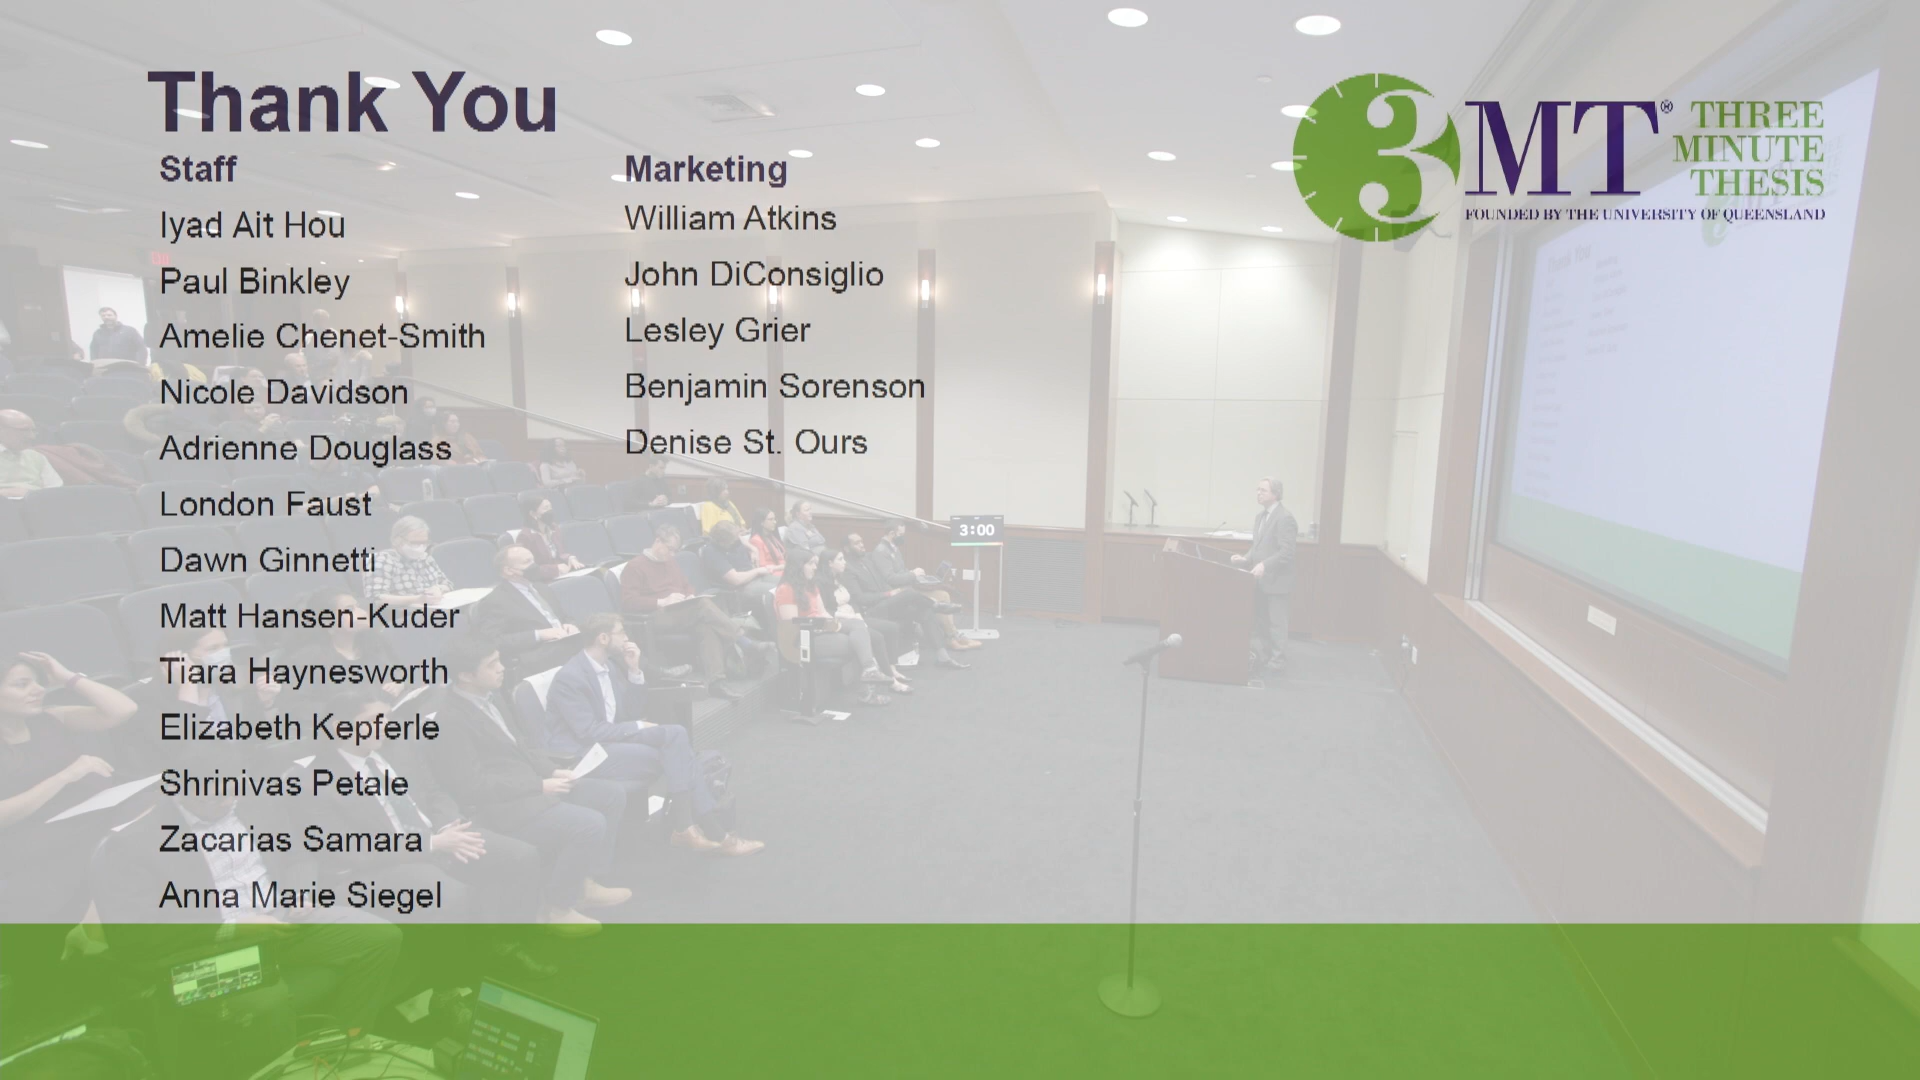 Thank You
Staff
Iyad Ait Hou
Paul Binkley
Amelie Chenet-Smith
Nicole Davidson
Adrienne Douglass
London Faust
Dawn Ginnetti
Matt Hansen-Kuder
Tiara Haynesworth
Elizabeth Kepferle
Shrinivas Petale
Zacarias Samara
Anna Marie Siegel
Marketing
William Atkins
John DiConsiglio
Lesley Grier
Benjamin Sorenson
Denise St. Ours
3MT® THREE
MINUTE
THESIS
FOUNDED BY THE UNIVERSITY OF QUEENSLAND
3:00